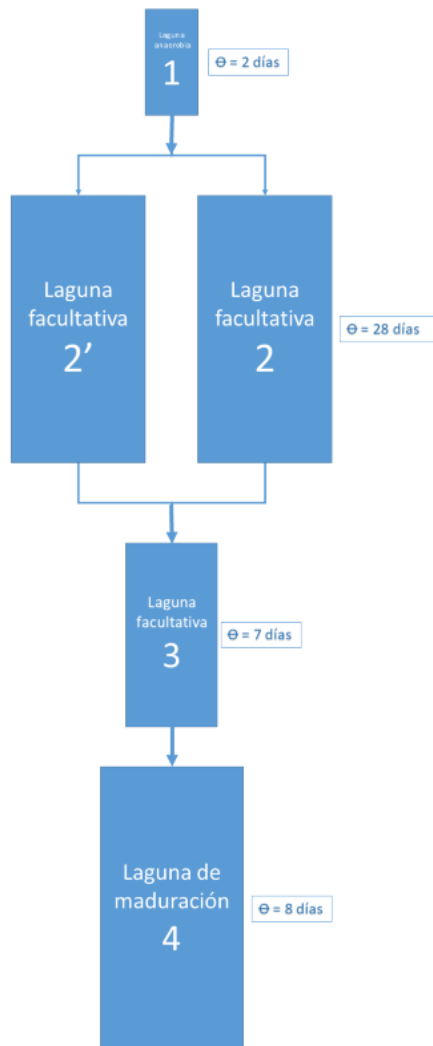 Laguna
anaerobia
1
Ɵ = 2 días
Laguna
facultativa
2’
Laguna
facultativa
2
Ɵ = 28 días
Laguna
facultativa
3
Ɵ = 7 días
Laguna de
maduración
4
Ɵ = 8 días